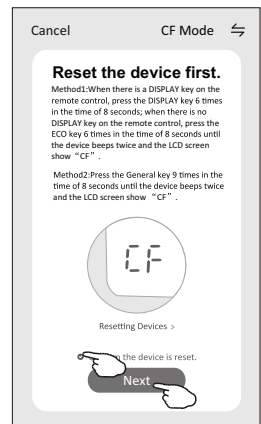 Cancel CF Mode
Reset the device first.
Method1:When there is a DISPLAY key on the
remote control, press the DISPLAY key 6 times
in the time of 8 seconds; when there is no
DISPLAY key on the remote control, press the
ECO key 6 times in the time of 8 seconds until
the device beeps twice and the LCD screen
show “CF” .
Method2:Press the General key 9 times in the
time of 8 seconds until the device beeps twice
and the LCD screen show “CF” .
CF
Resetting Devices >
the device is reset.
Next